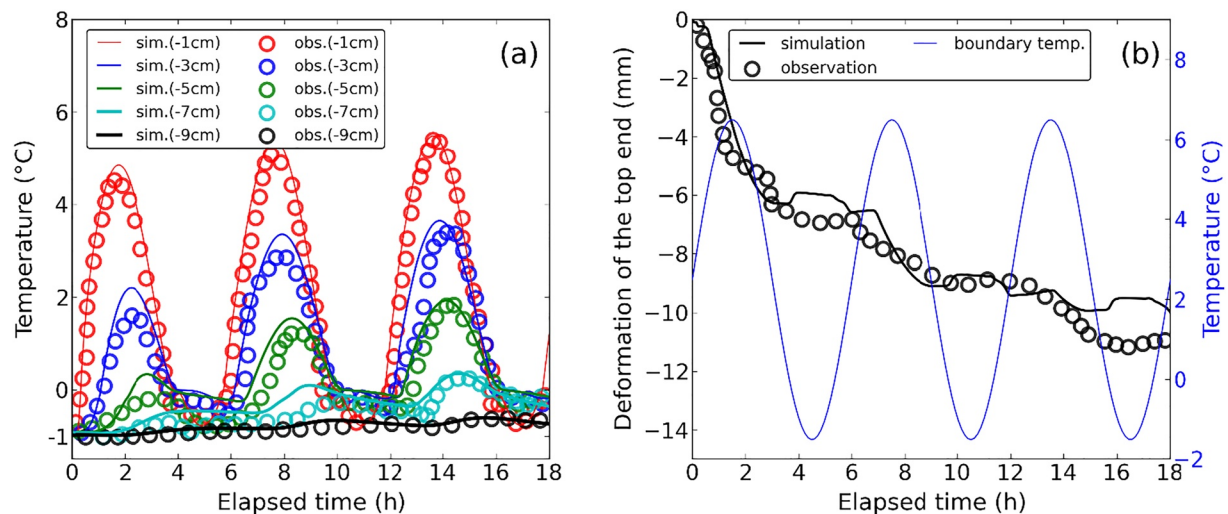 8
6
4
2
0
-1
Temperature (°C)
sim.(-1cm) obs.(-1cm)
sim.(-3cm) obs.(-3cm)
sim.(-5cm) obs.(-5cm)
sim.(-7cm) obs.(-7cm)
sim.(-9cm) obs.(-9cm)
(a)
0 2 4 6 8 10 12 14 16 18
Elapsed time (h)
0
−2
−4
−6
−8
−10
−12
−14
Deformation of the top end (mm)
simulation boundary temp.
observation
(b)
8
6
4
2
0
−2
Temperature (°C)
0 2 4 6 8 10 12 14 16 18
Elapsed time (h)